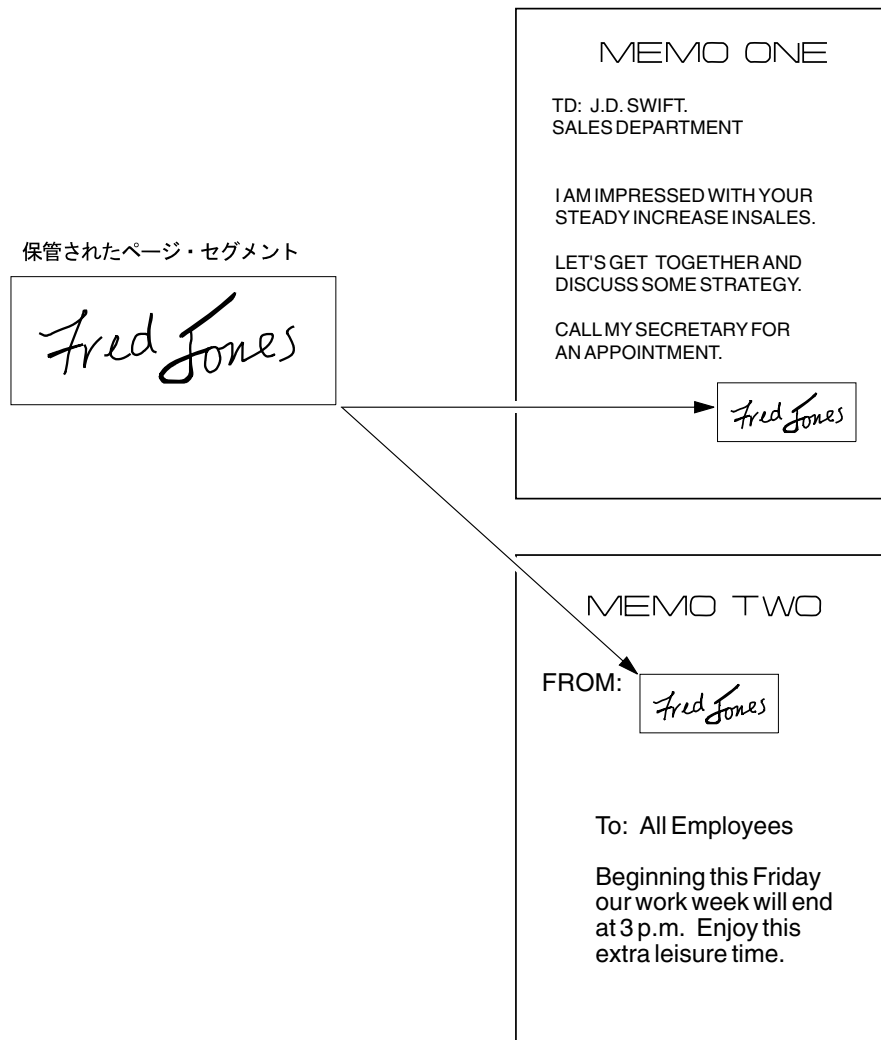 保管されたページ・セグメント
Fred Jones
MEMO ONE
TD: J.D. SWIFT.
SALES DEPARTMENT
I AM IMPRESSED WITH YOUR
STEADY INCREASE INSALES.
LET'S GET TOGETHER AND
DISCUSS SOME STRATEGY.
CALL MY SECRETARY FOR
AN APPOINTMENT.
Fred Jones
MEMO TWO
FROM:
Fred Jones
To: All Employees
Beginning this Friday
our work week will end
at 3 p.m. Enjoy this
extra leisure time.